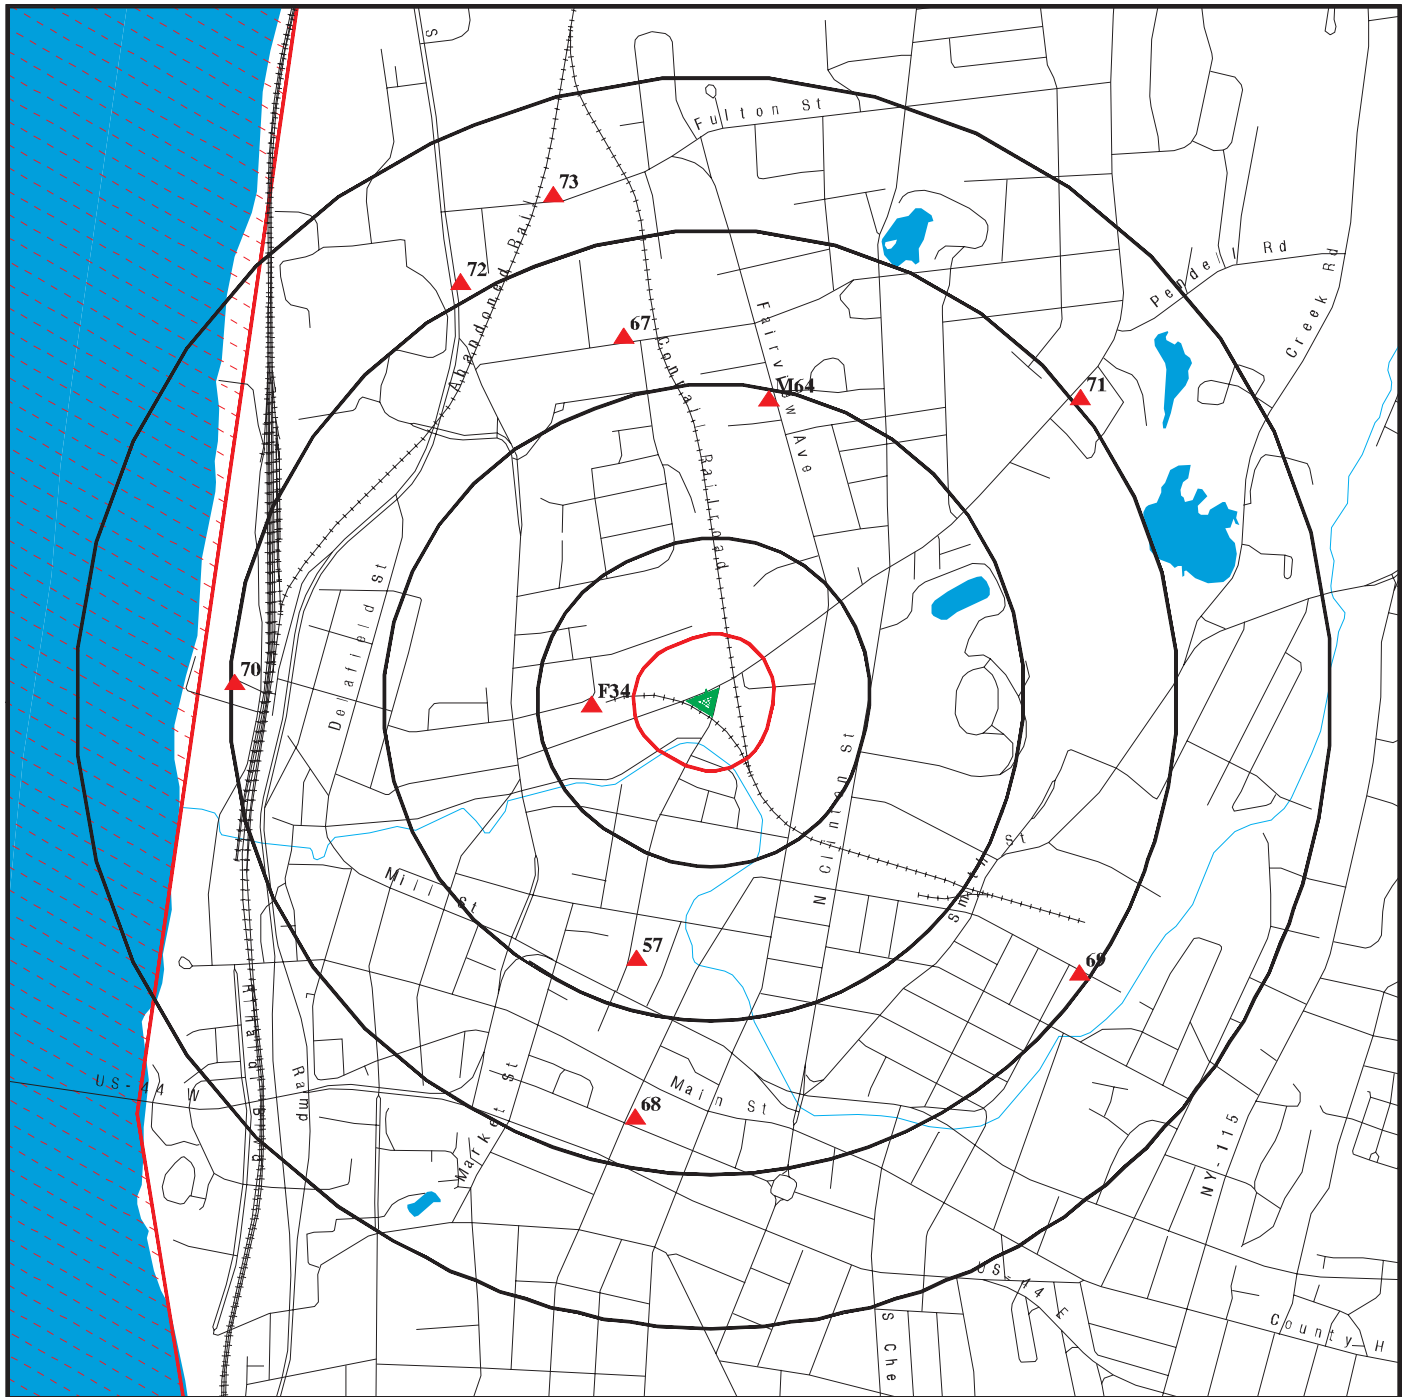 S
Fulton St
73
Abandoned Rail
72
Pendell Rd
Creek Rd
67
Fairview Ave
Conrail Railroad
M64
71
Delafield St
70
F34
N Clinton St
Smith St
Mill St
57
69
Rinaldi Blvd
US-44 W
Ramp
Market St
Main St
68
NY-115
US-44 E
County H
S Che